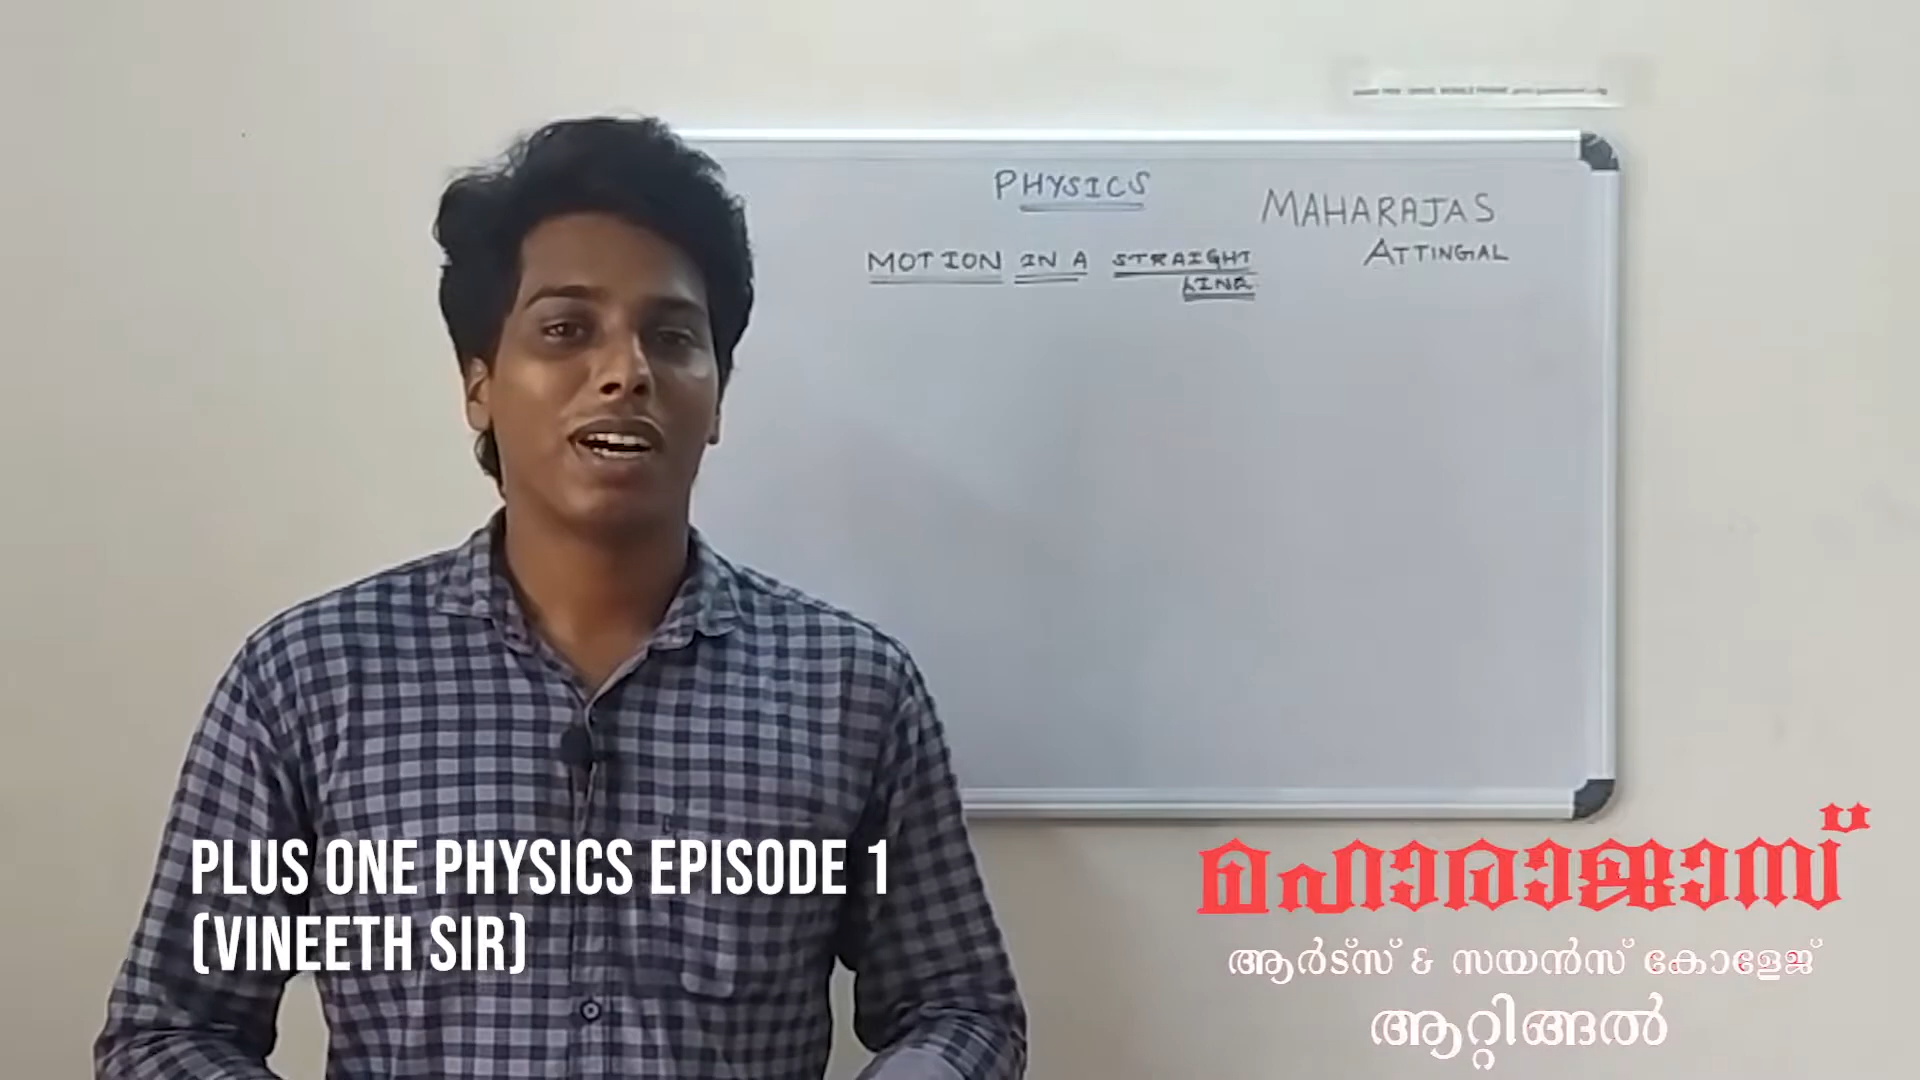 PHYSICS
MAHARAJAS
ATTINGAL
MOTION IN A STRAIGHT
LINE
PLUS ONE PHYSICS EPISODE 1
(VINEETH SIR)
മഹാരാജാസ്
ആർട്സ് & സയൻസ് കോളേജ്
ആറ്റിങ്ങൽ